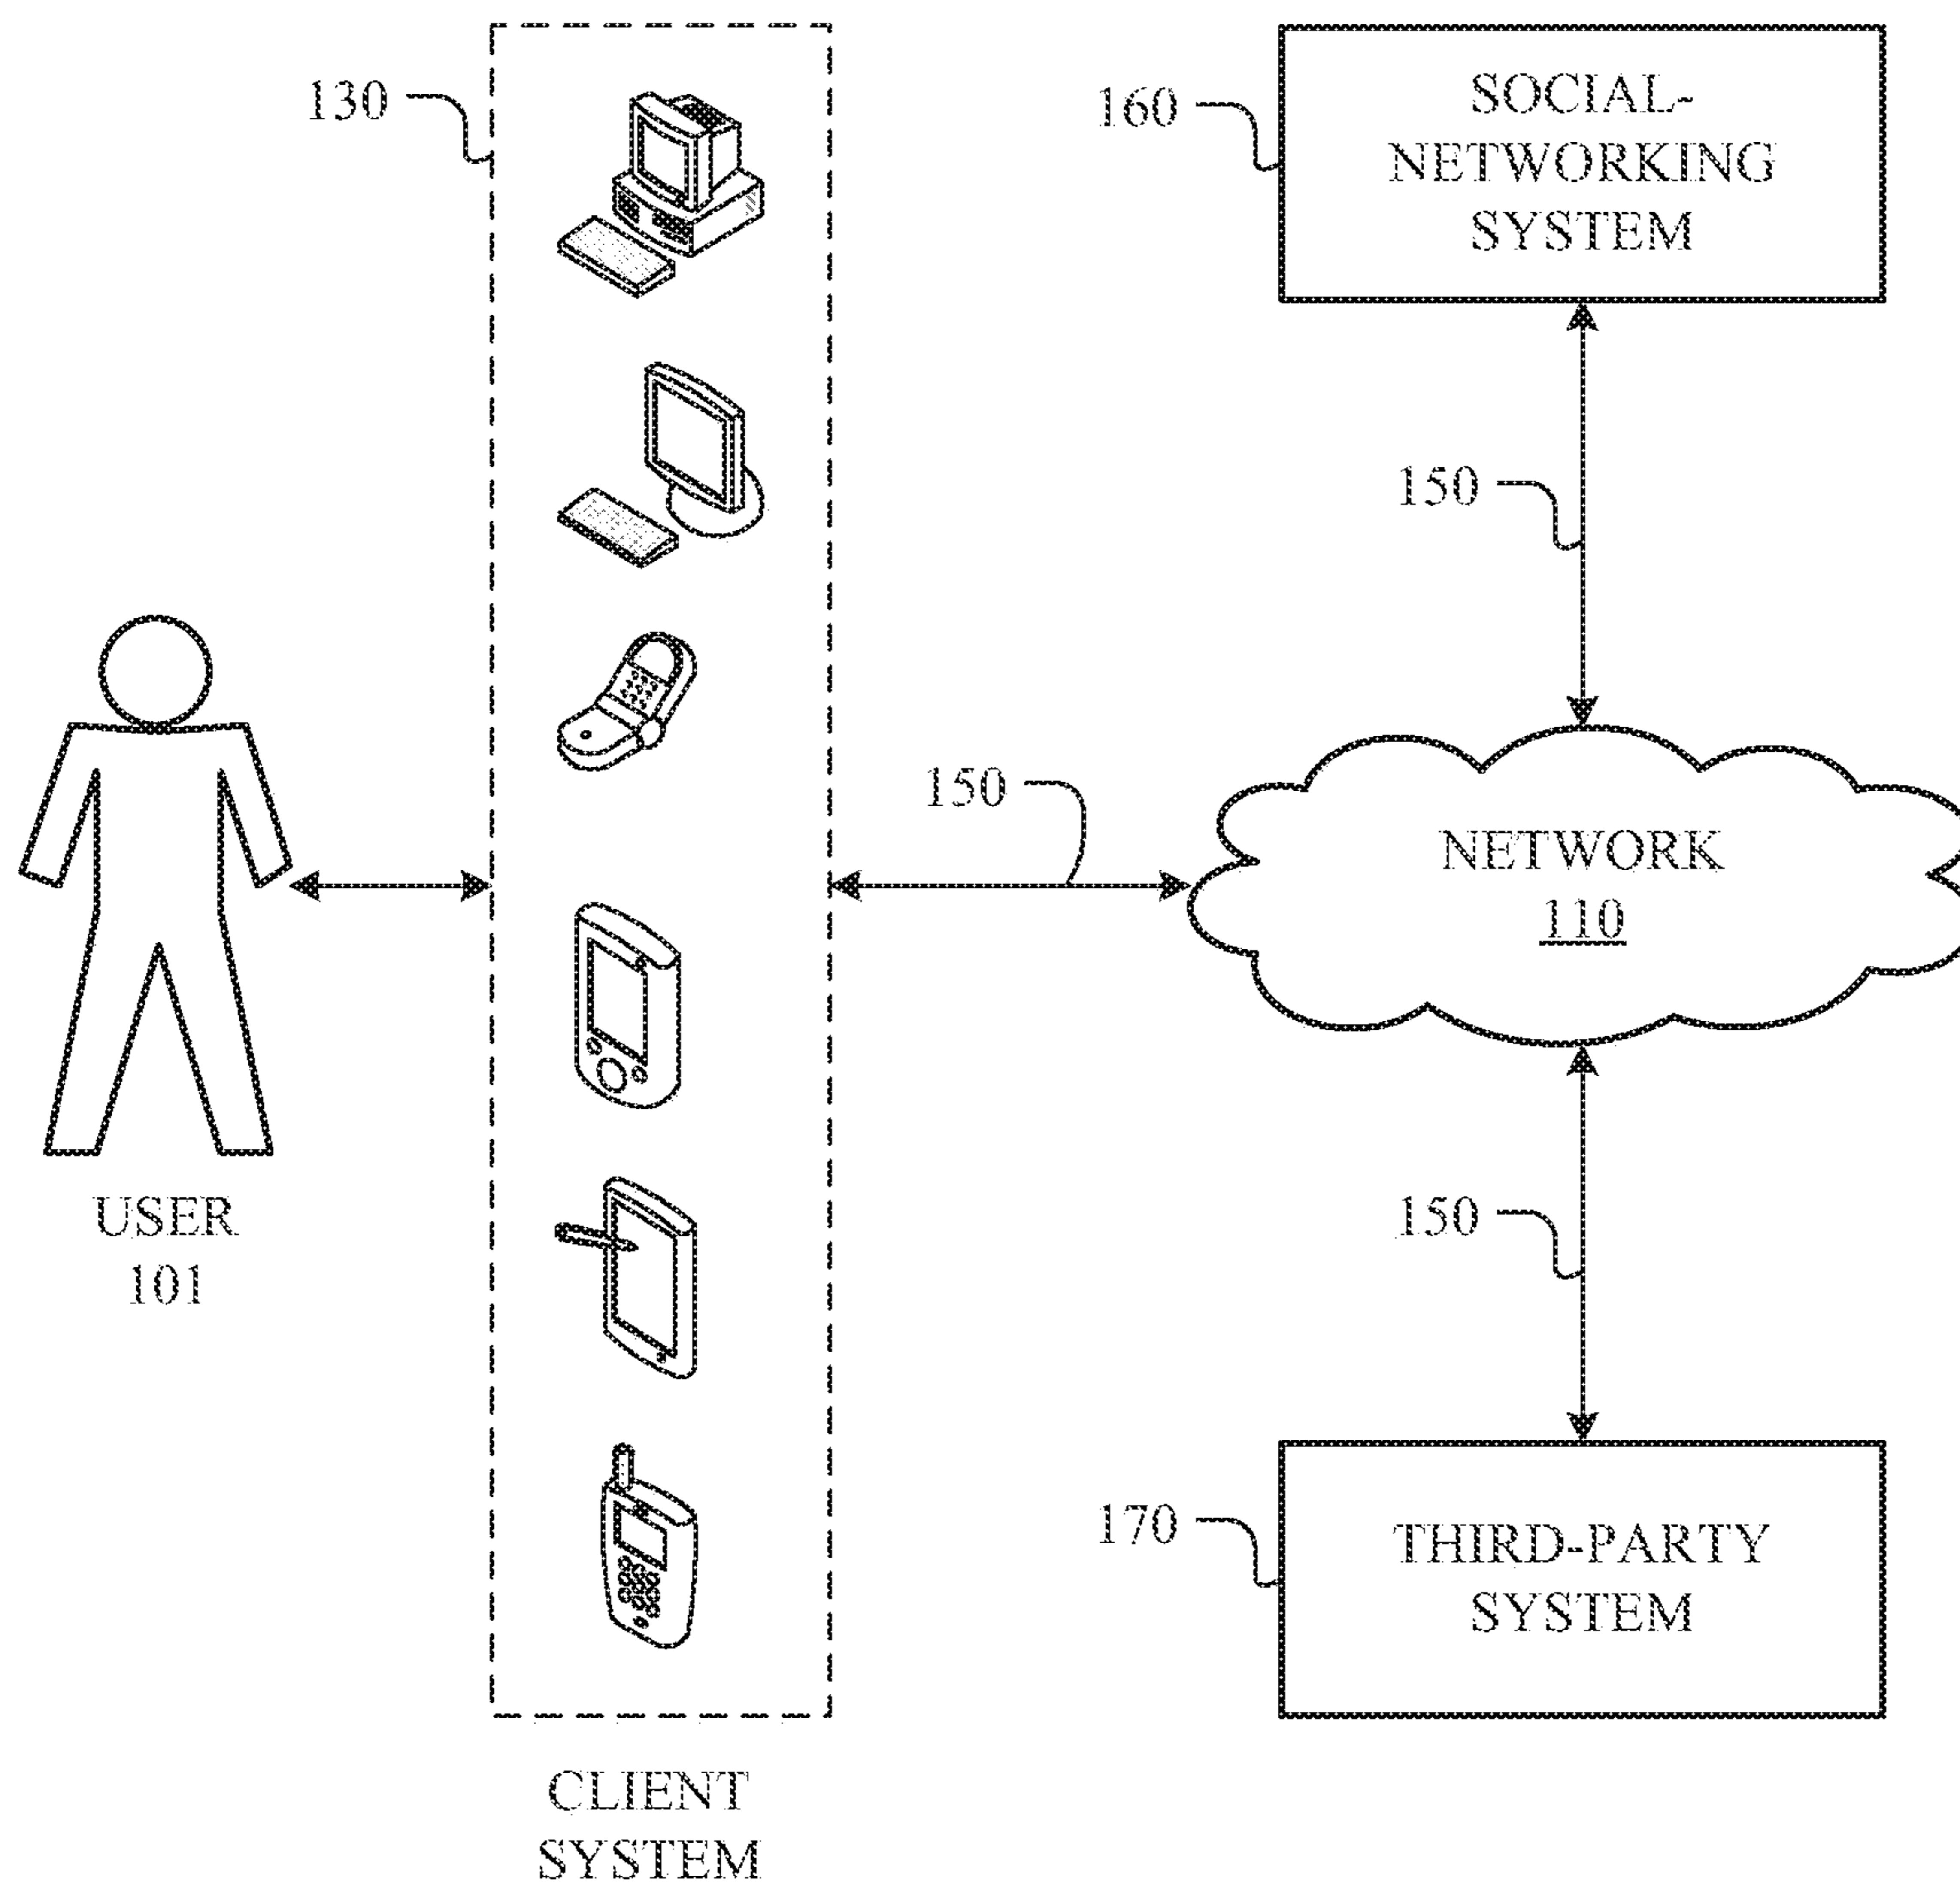 130
160
SOCIAL-
NETWORKING
SYSTEM
150
150
NETWORK
110
USER
101
150
170
THIRD-PARTY
SYSTEM
CLIENT
SYSTEM